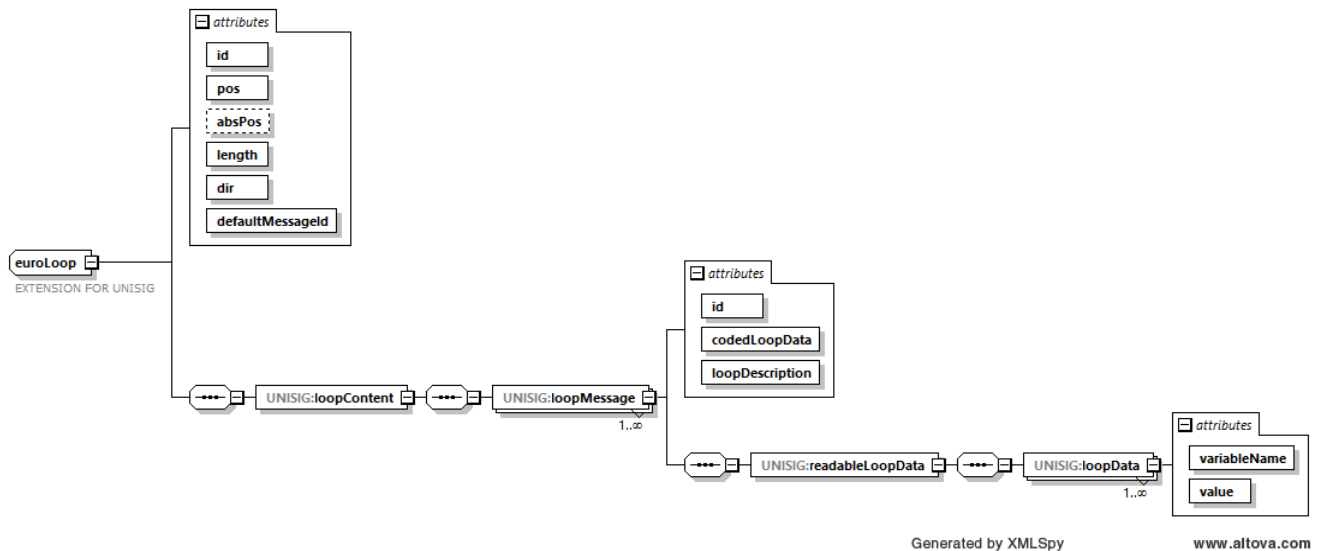 attributes
id
pos
absPos
length
dir
defaultMessageId
euroLoop
EXTENSION FOR UNISIG
attributes
id
codedLoopData
loopDescription
UNISIG:loopContent
UNISIG:loopMessage
1..∞
attributes
variableName
value
UNISIG:readableLoopData
UNISIG:loopData
1..∞
Generated by XMLSpy www.altova.com